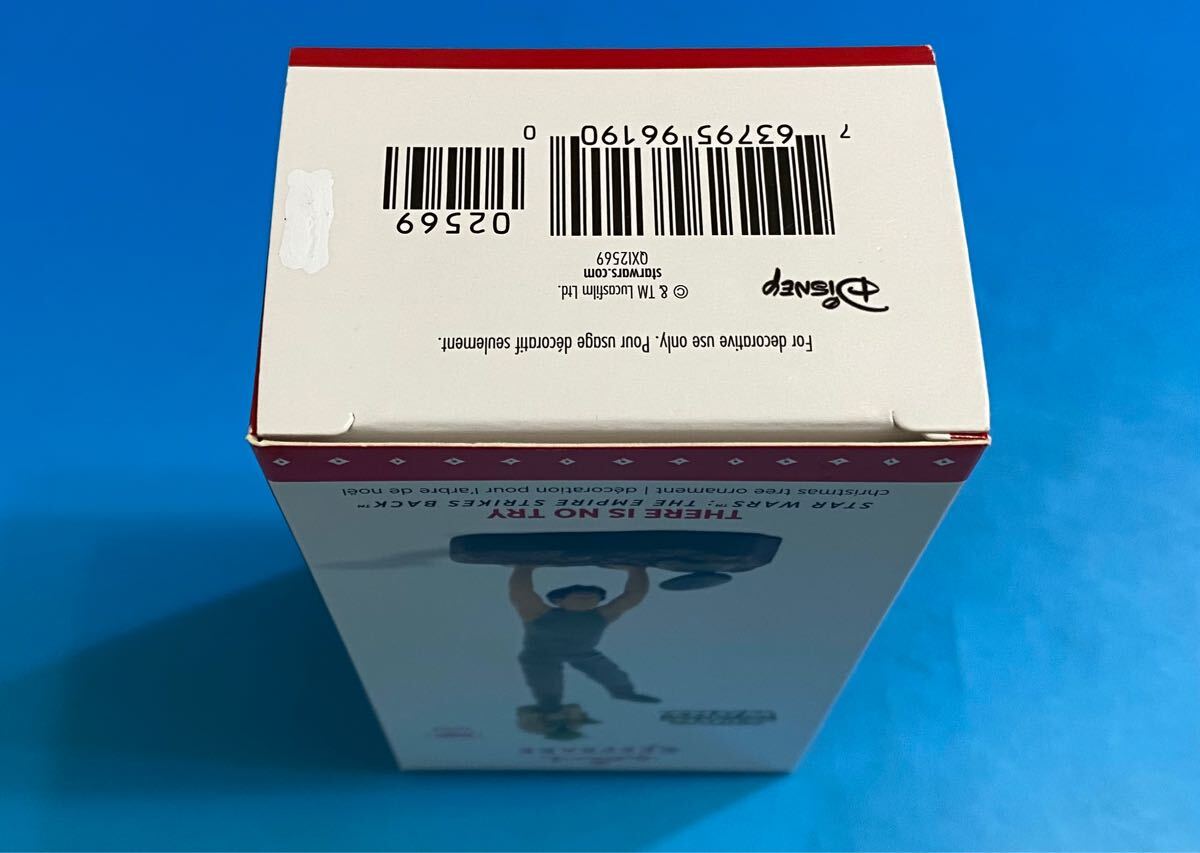 KEEPSAKE
THERE IS NO TRY
STAR WARS™: THE EMPIRE STRIKES BACK™
christmas tree ornament | décoration pour l'arbre de noël
For decorative use only. Pour usage décoratif seulement.
Disney
© & TM Lucasfilm Ltd.
starwars.com
QXI2569
02569
7 63795 96190 0